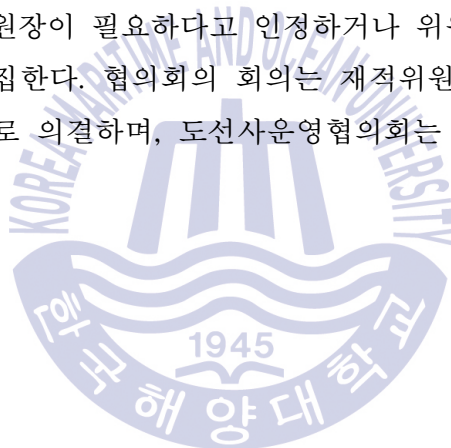 원장이 필요하다고 인정하거나 위
집한다. 협의회의 회의는 재적위원
로 의결하며, 도선사운영협의회는
KOREA MARITIME AND OCEAN UNIVERSITY
1945
한국해양대학교